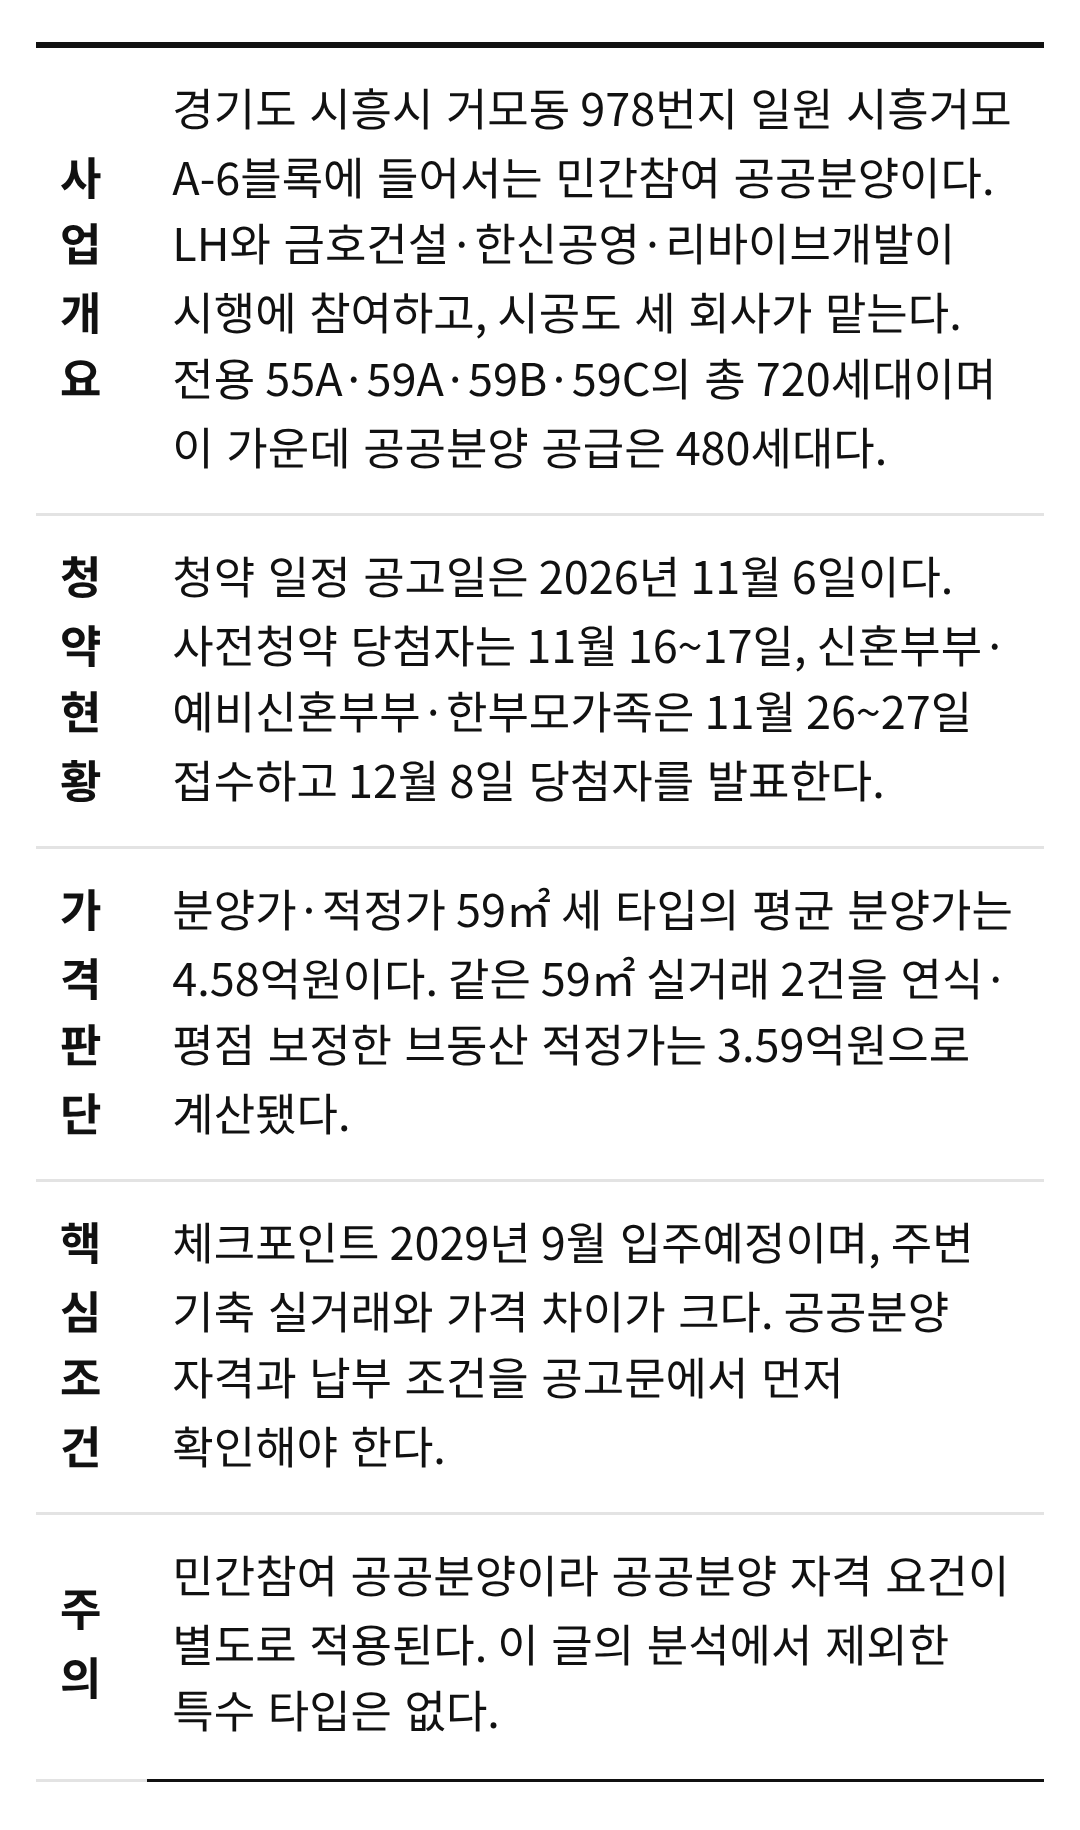 사업개요
경기도 시흥시 거모동 978번지 일원 시흥거모
A-6블록에 들어서는 민간참여 공공분양이다.
LH와 금호건설·한신공영·리바이브개발이
시행에 참여하고, 시공도 세 회사가 맡는다.
전용 55A·59A·59B·59C의 총 720세대이며
이 가운데 공공분양 공급은 480세대다.
청약현황
청약 일정 공고일은 2026년 11월 6일이다.
사전청약 당첨자는 11월 16~17일, 신혼부부·
예비신혼부부·한부모가족은 11월 26~27일
접수하고 12월 8일 당첨자를 발표한다.
가격판단
분양가·적정가 59㎡ 세 타입의 평균 분양가는
4.58억원이다. 같은 59㎡ 실거래 2건을 연식·
평점 보정한 브동산 적정가는 3.59억원으로
계산됐다.
핵심조건
체크포인트 2029년 9월 입주예정이며, 주변
기축 실거래와 가격 차이가 크다. 공공분양
자격과 납부 조건을 공고문에서 먼저
확인해야 한다.
주의
민간참여 공공분양이라 공공분양 자격 요건이
별도로 적용된다. 이 글의 분석에서 제외한
특수 타입은 없다.